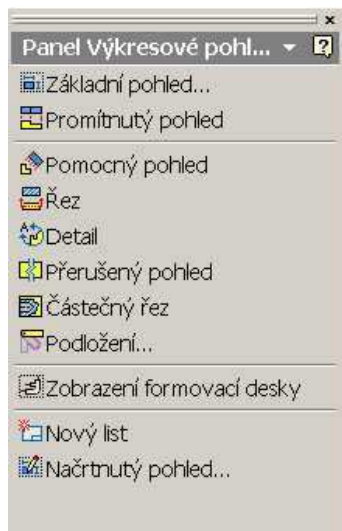 Panel Výkresové pohl...
Základní pohled...
Promítnutý pohled
Pomocný pohled
Řez
Detail
Přerušený pohled
Částečný řez
Podložení...
Zobrazení formovací desky
Nový list
Načrtnutý pohled...